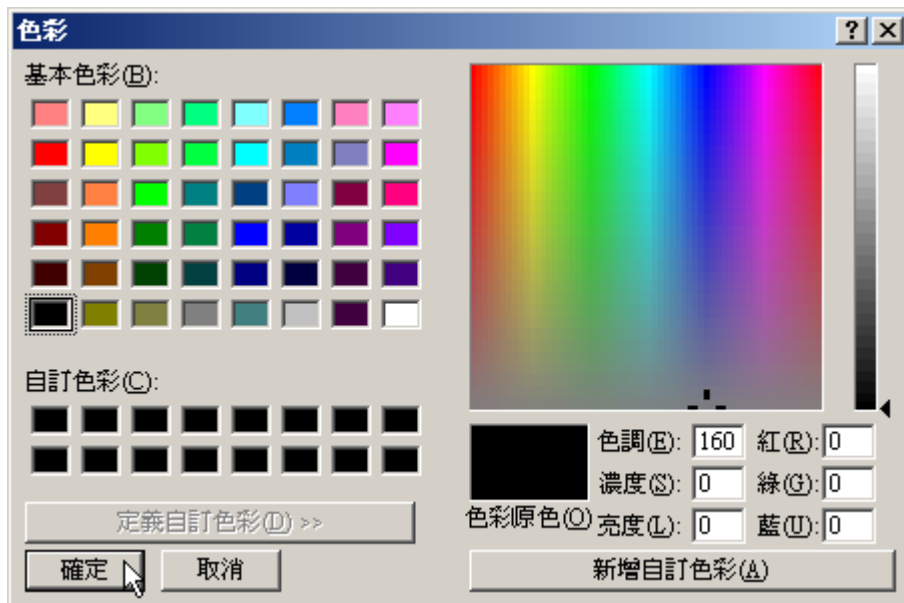 色彩
基本色彩(B):
自訂色彩(C):
定義自訂色彩(D) >>
確定
取消
色彩|原色(O)
色調(E): 160
濃度(S): 0
亮度(L): 0
紅(R): 0
綠(G): 0
藍(U): 0
新增自訂色彩(A)